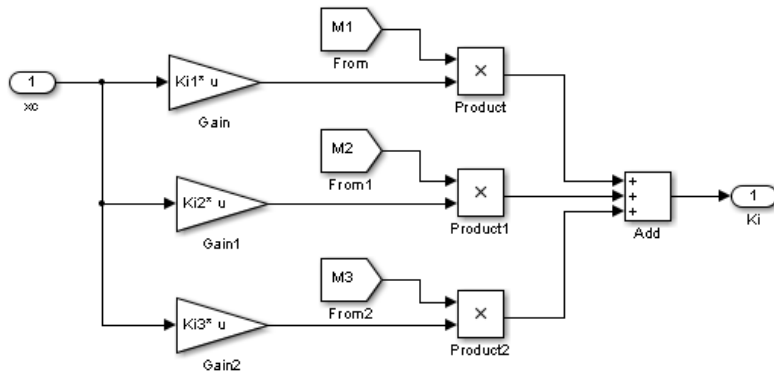 M1
From
1
xc
Ki1* u
Gain
×
Product
M2
From1
Ki2* u
Gain1
×
Product1
+
+
+
Add
1
Ki
M3
From2
Ki3* u
Gain2
×
Product2